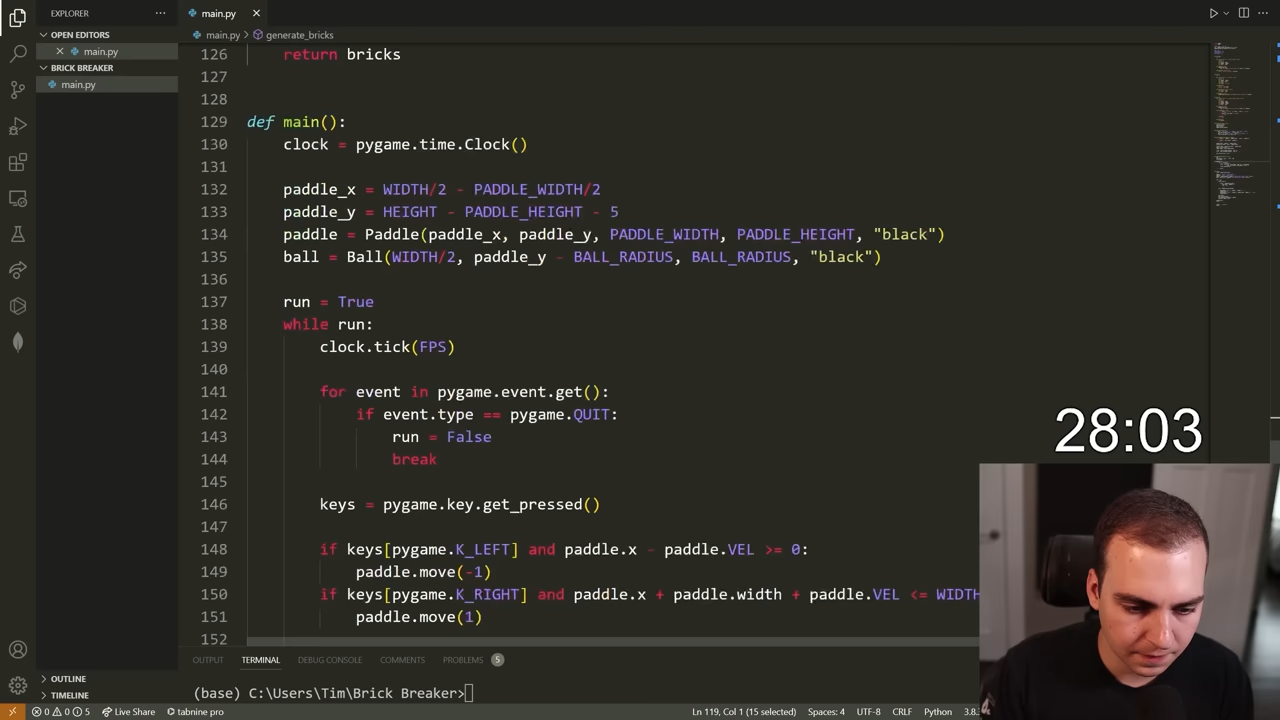 EXPLORER
OPEN EDITORS
main.py
BRICK BREAKER
main.py
OUTLINE
TIMELINE
main.py
main.py > generate_bricks
126 return bricks
127
128
129 def main():
130 clock = pygame.time.Clock()
131
132 paddle_x = WIDTH/2 - PADDLE_WIDTH/2
133 paddle_y = HEIGHT - PADDLE_HEIGHT - 5
134 paddle = Paddle(paddle_x, paddle_y, PADDLE_WIDTH, PADDLE_HEIGHT, "black")
135 ball = Ball(WIDTH/2, paddle_y - BALL_RADIUS, BALL_RADIUS, "black")
136
137 run = True
138 while run:
139 clock.tick(FPS)
140
141 for event in pygame.event.get():
142 if event.type == pygame.QUIT:
143 run = False
144 break
145
146 keys = pygame.key.get_pressed()
147
148 if keys[pygame.K_LEFT] and paddle.x - paddle.VEL >= 0:
149 paddle.move(-1)
150 if keys[pygame.K_RIGHT] and paddle.x + paddle.width + paddle.VEL <= WIDTH
151 paddle.move(1)
152
28:03
OUTPUT TERMINAL DEBUG CONSOLE COMMENTS PROBLEMS 5
(base) C:\Users\Tim\Brick Breaker>
0 0 5 Live Share tabnine pro Ln 119, Col 1 (15 selected) Spaces: 4 UTF-8 CRLF Python 3.8.